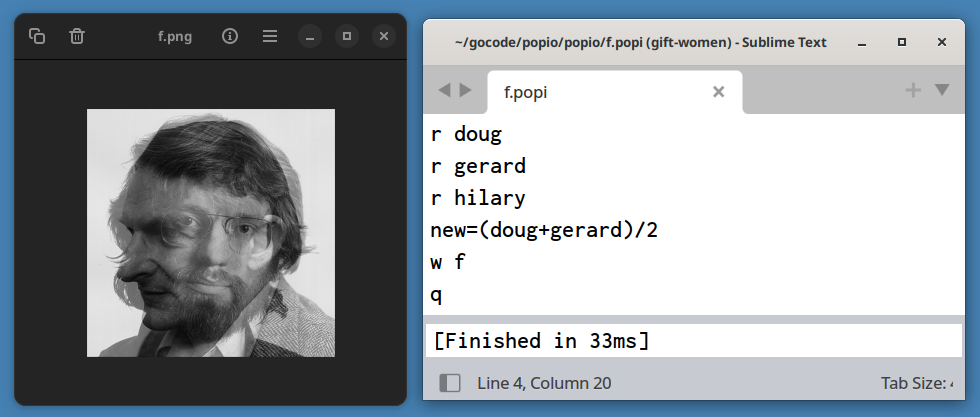 f.png
~/gocode/popio/popio/f.popi (gift-women) - Sublime Text
f.popi
r doug
r gerard
r hilary
new=(doug+gerard)/2
w f
q
[Finished in 33ms]
Line 4, Column 20
Tab Size: